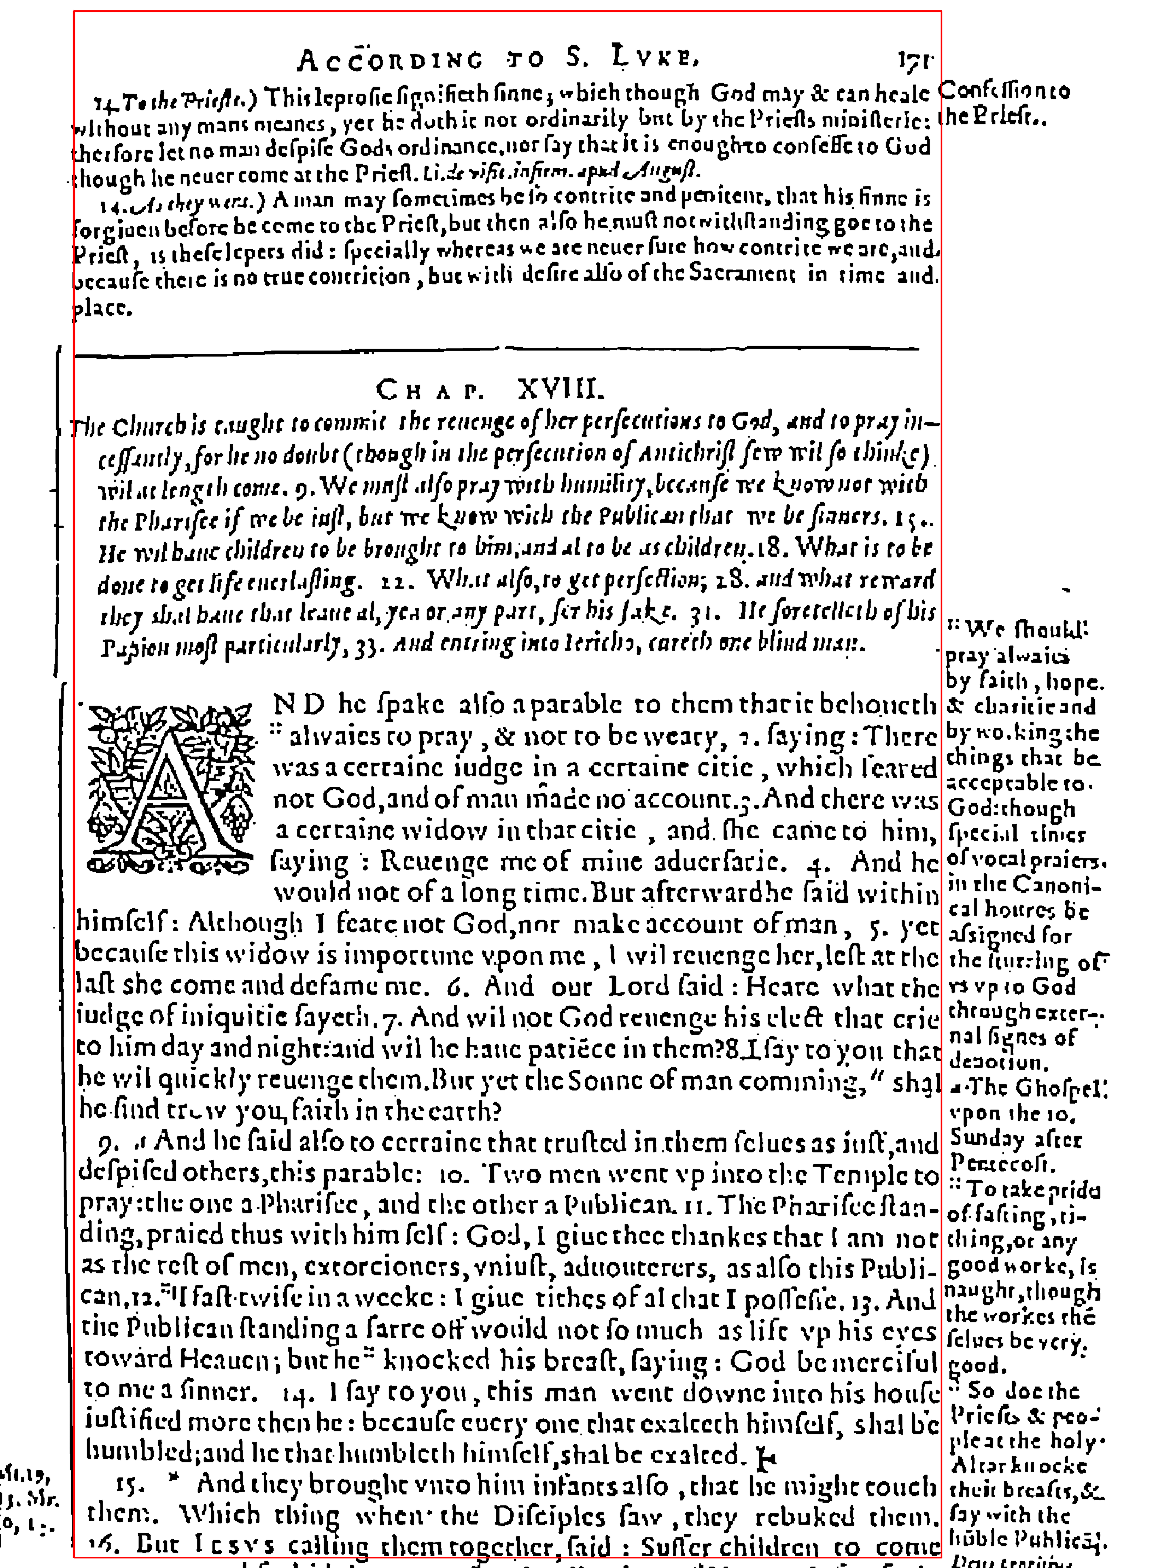 ACCORDING TO S. LVKE. 171
14. To the Prieſts.) This leproſie ſignifieth ſinne, which though God may & can heale
without any mans meanes, yet he doth it not ordinarily but by the Prieſts miniſterie:
therfore let no man deſpiſe Gods ordinance, nor ſay that it is enough to confeſſe to God
though he neuer come at the Prieſt. Li. de viſit. infirm. apud Auguſt.
14. As they went.) A man may ſometimes be ſo contrite and penitent, that his ſinne is
forgiuen before he come to the Prieſt, but then alſo he muſt notwithſtanding goe to the
Prieſt, as theſe lepers did: ſpecially whereas we are neuer ſure how contrite we are, and
becauſe there is no true contrition, but with deſire alſo of the Sacrament in time and
place.
Confeſſion to
the Prieſt.
CHAP. XVIII.
The Church is taught to commit the reuenge of her perſecutions to God, and to pray in-
ceſſantly, for he no doubt (though in the perſecution of Antichriſt few wil ſo thinke)
wil at length come. 9. We muſt alſo pray with humility, becauſe we know not with
the Phariſee if we be iuſt, but we know with the Publican that we be ſinners. 15.
He wil haue children to be brought to him, and al to be as children. 18. What is to be
done to get life euerlaſting. 22. What alſo, to get perfection; 28. and what reward
they shal haue that leaue al, yea or any part, for his ſake. 31. He foretelleth of his
Paſsion moſt particularly, 33. And entring into Iericho, cureth one blind man.
AND he ſpake alſo a parable to them that it behoueth
:: alwaies to pray, & not to be weary, 2. ſaying: There
was a certaine iudge in a certaine citie, which feared
not God, and of man made no account. 3. And there was
a certaine widow in that citie, and ſhe came to him,
ſaying: Reuenge me of mine aduerſarie. 4. And he
would not of a long time. But afterward he ſaid within
himſelf: Although I feare not God, nor make account of man, 5. yet
becauſe this widow is importune vpon me, I wil reuenge her, leſt at the
laſt she come and defame me. 6. And our Lord ſaid: Heare what the
iudge of iniquitie ſayeth. 7. And wil not God reuenge his elect that crie
to him day and night: and wil he haue patiẽce in them? 8. I ſay to you that
he wil quickly reuenge them. But yet the Sonne of man comming, " shal
he find trow you, faith in the earth?
9. a And he ſaid alſo to certaine that truſted in them ſelues as iuſt, and
deſpiſed others, this parable: 10. Two men went vp into the Temple to
pray: the one a Phariſee, and the other a Publican. 11. The Phariſee ſtan-
ding, praied thus with him ſelf: God, I giue thee thankes that I am not
as the reſt of men, extorcioners, vniuſt, aduouterers, as alſo this Publi-
can. 12. :: I faſt twiſe in a weeke: I giue tithes of al that I poſſeſſe. 13. And
the Publican ſtanding a farre off would not ſo much as lift vp his eyes
toward Heauen; but he :: knocked his breaſt, ſaying: God be merciful
to me a ſinner. 14. I ſay to you, this man went downe into his houſe
iuſtified more then he: becauſe euery one that exalteth himſelf, shal be
humbled; and he that humbleth himſelf, shal be exalted.
15. * And they brought vnto him infants alſo, that he might touch
them. Which thing when the Diſciples ſaw, they rebuked them.
16. But IESVS calling them together, ſaid: Suffer children to come
:: We should
pray alwaies
by faith, hope.
& charitie and
by working the
things that be
acceptable to
God: though
ſpecial times
of vocal praiers.
in the Canoni-
cal houres be
aſsigned for
the ſtirring of
vs vp to God
through exter-
nal ſignes of
deuotion.
a The Ghoſpel
vpon the 10.
Sunday after
Pentecoſt.
:: To take pride
of faſting, ti-
thing, or any
good worke, is
naught, though
the workes thẽ
ſelues be very
good.
:: So doe the
Prieſts & peo-
ple at the holy
Altar knocke
their breaſts, &
ſay with the
hũble Publicã.